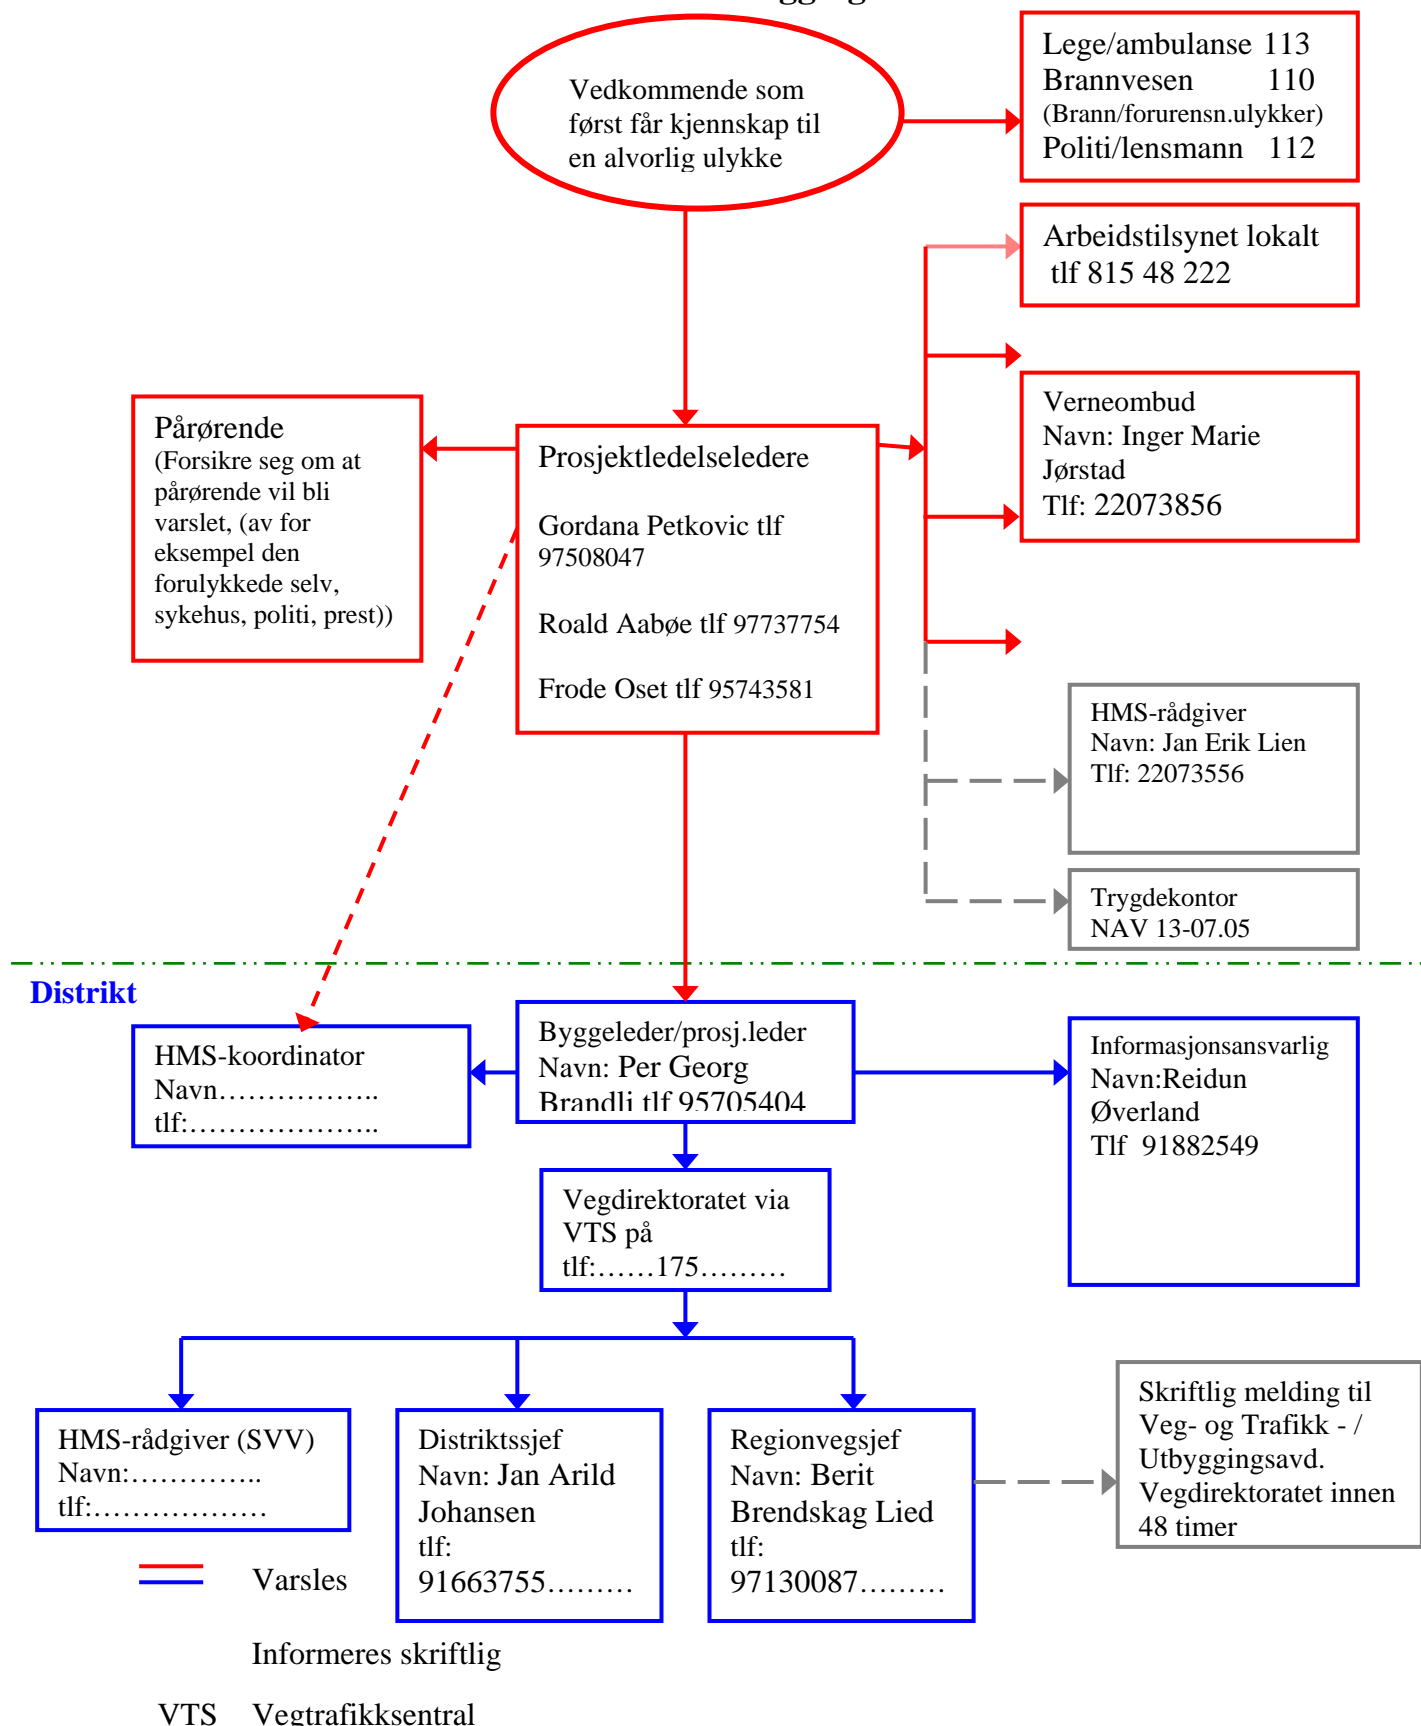 Lege/ambulanse 113
Brannvesen 110
(Brann/forurensn.ulykker)
Politi/lensmann 112
Vedkommende som
først får kjennskap til
en alvorlig ulykke
Arbeidstilsynet lokalt
tlf 815 48 222
Verneombud
Navn: Inger Marie
Jørstad
Tlf: 22073856
Pårørende
(Forsikre seg om at
pårørende vil bli
varslet, (av for
eksempel den
forulykkede selv,
sykehus, politi, prest))
Prosjektledelseledere
Gordana Petkovic tlf
97508047
Roald Aabøe tlf 97737754
Frode Oset tlf 95743581
HMS-rådgiver
Navn: Jan Erik Lien
Tlf: 22073556
Trygdekontor
NAV 13-07.05
Distrikt
HMS-koordinator
Navn……………..
tlf:………………..
Byggeleder/prosj.leder
Navn: Per Georg
Brandli tlf 95705404
Informasjonsansvarlig
Navn:Reidun
Øverland
Tlf 91882549
Vegdirektoratet via
VTS på
tlf:……175………
HMS-rådgiver (SVV)
Navn:…………..
tlf:………………
Distriktssjef
Navn: Jan Arild
Johansen
tlf:
91663755………
Regionvegsjef
Navn: Berit
Brendskag Lied
tlf:
97130087………
Skriftlig melding til
Veg- og Trafikk - /
Utbyggingsavd.
Vegdirektoratet innen
48 timer
Varsles
Informeres skriftlig
VTS Vegtrafikksentral